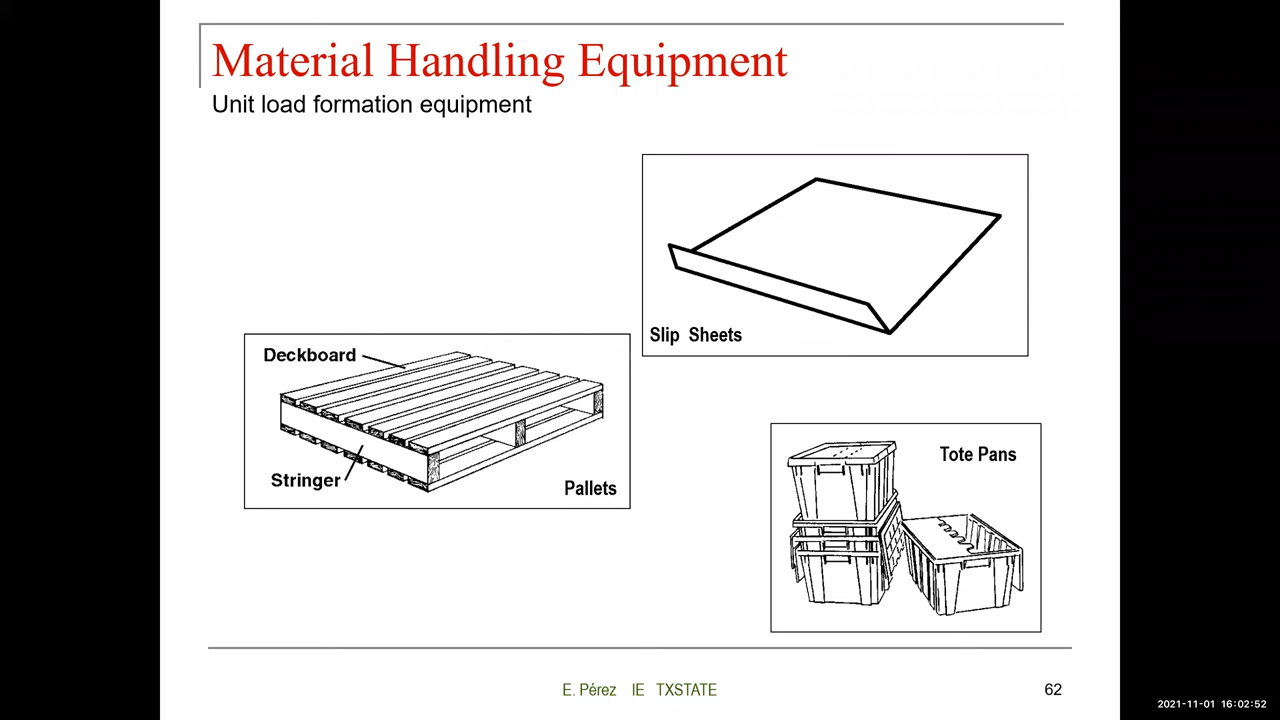 Material Handling Equipment
Unit load formation equipment
Slip Sheets
Deckboard
Stringer
Pallets
Tote Pans
E. Pérez IE TXSTATE
62
2021-11-01 16:02:52